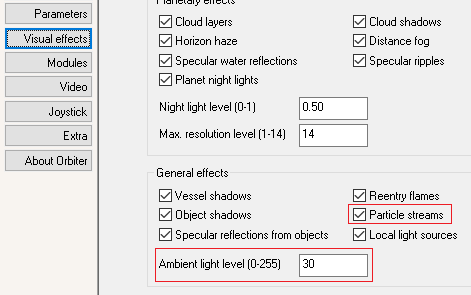 Planetary effects
Parameters
Visual effects
Modules
Video
Joystick
Extra
About Orbiter
Cloud layers
Cloud shadows
Horizon haze
Distance fog
Specular water reflections
Specular ripples
Planet night lights
Night light level (0-1)
0.50
Max. resolution level (1-14)
14
General effects
Vessel shadows
Reentry flames
Object shadows
Particle streams
Specular reflections from objects
Local light sources
Ambient light level (0-255)
30